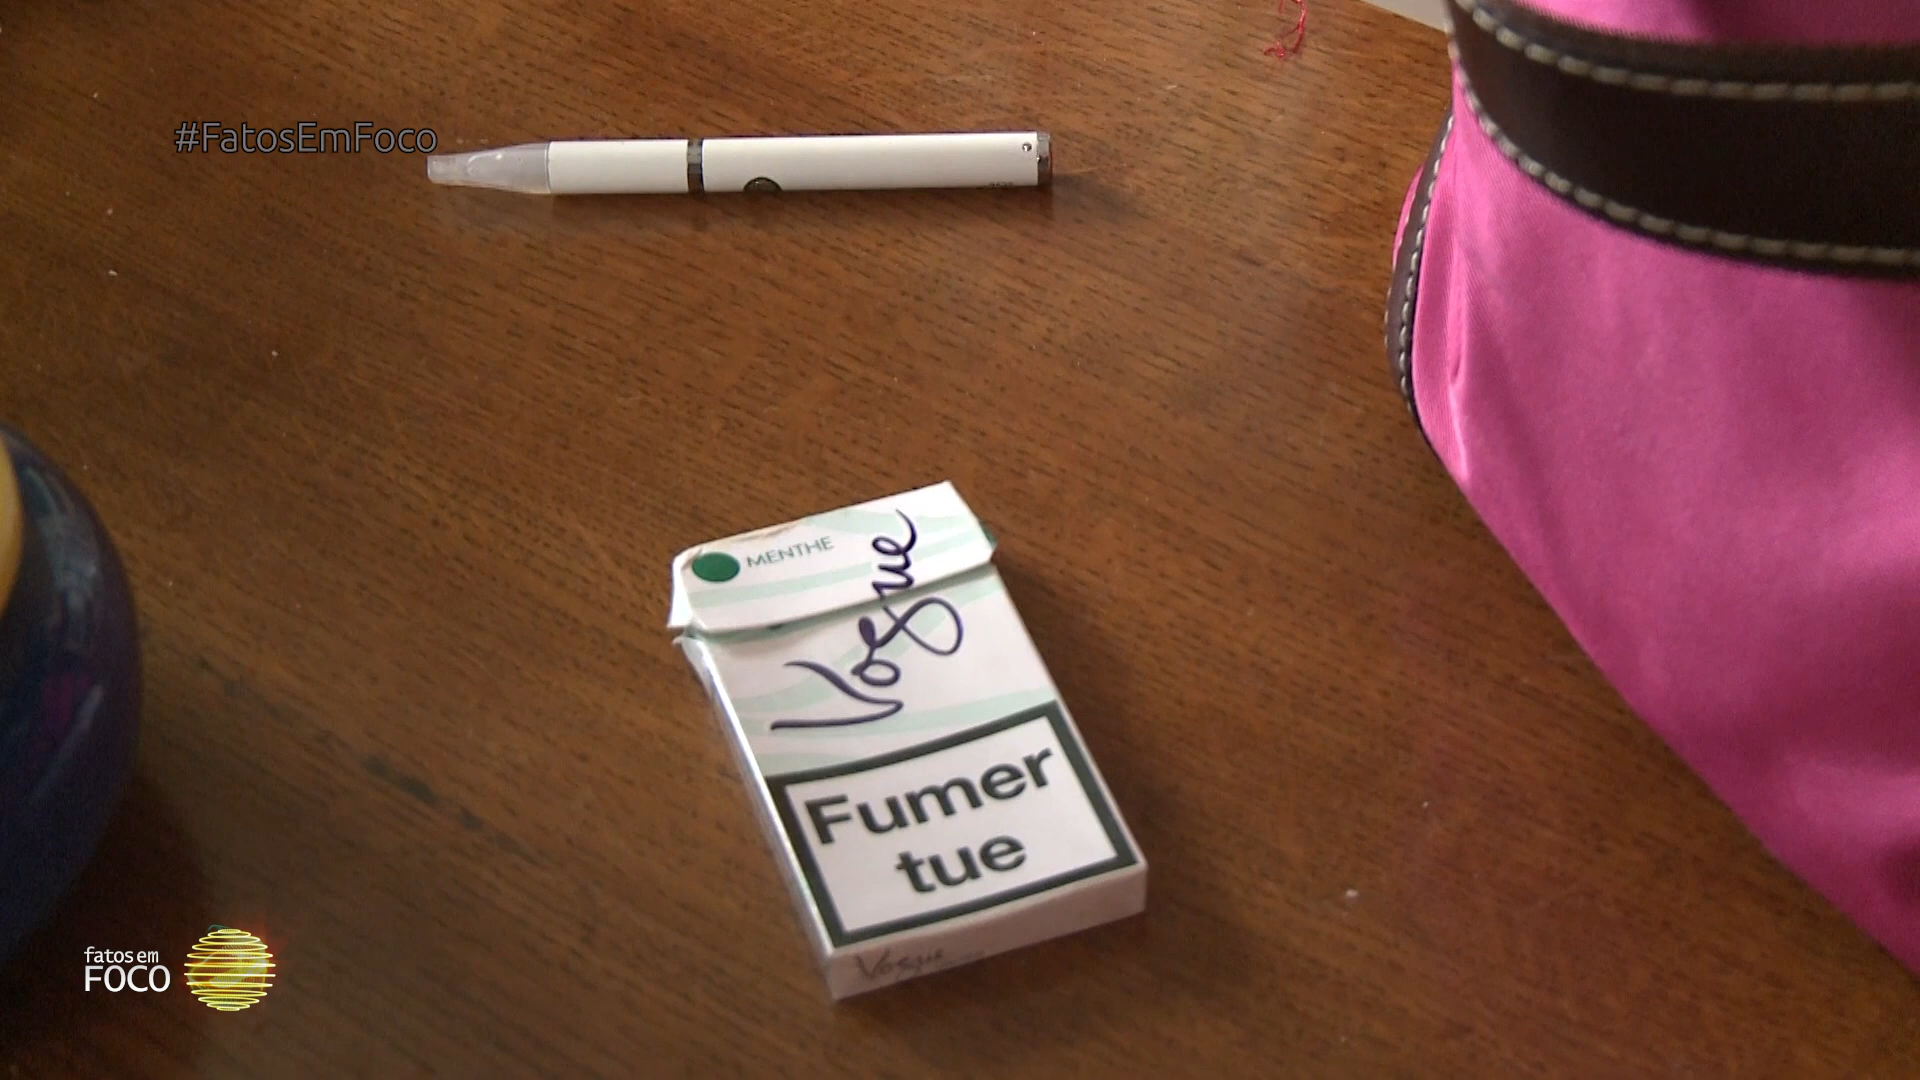 #FatosEmFoco
MENTHE
Vogue
Fumer
tue
Vogue
fatos em
FOCO